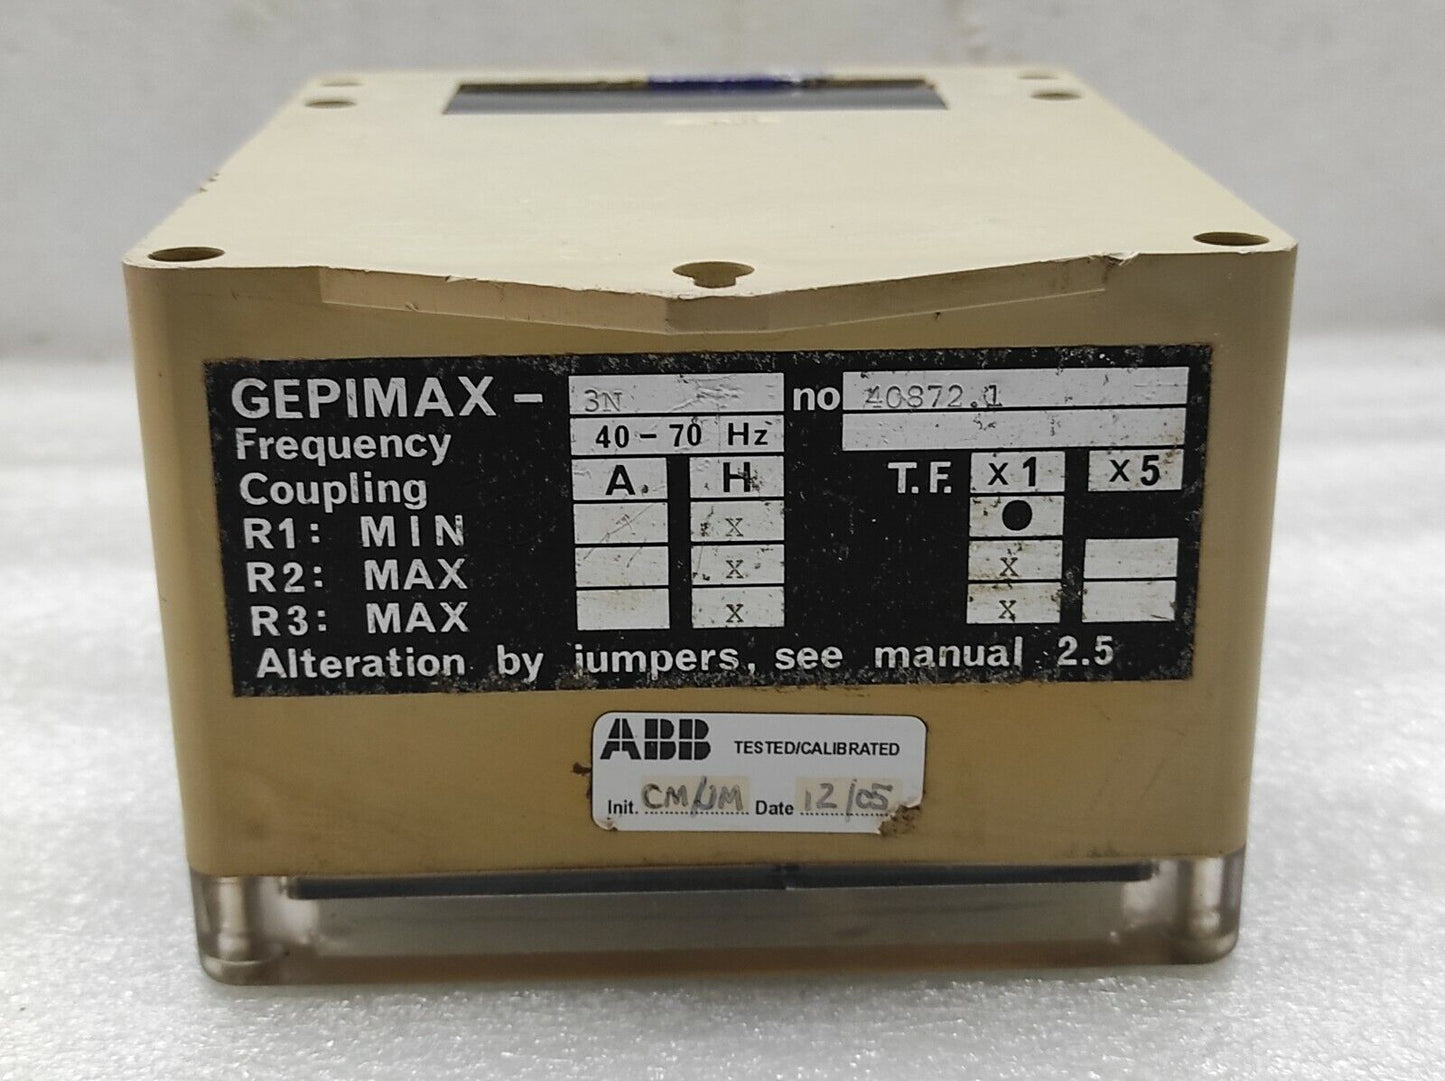 GEPIMAX - 3N no 40872.1
Frequency 40 - 70 Hz
Coupling A. H T.F. x1 x5
R1: MIN x ●
R2: MAX x x
R3: MAX x x
Alteration by jumpers, see manual 2.5
ABB TESTED/CALIBRATED
Init. CM/JM Date 12/05